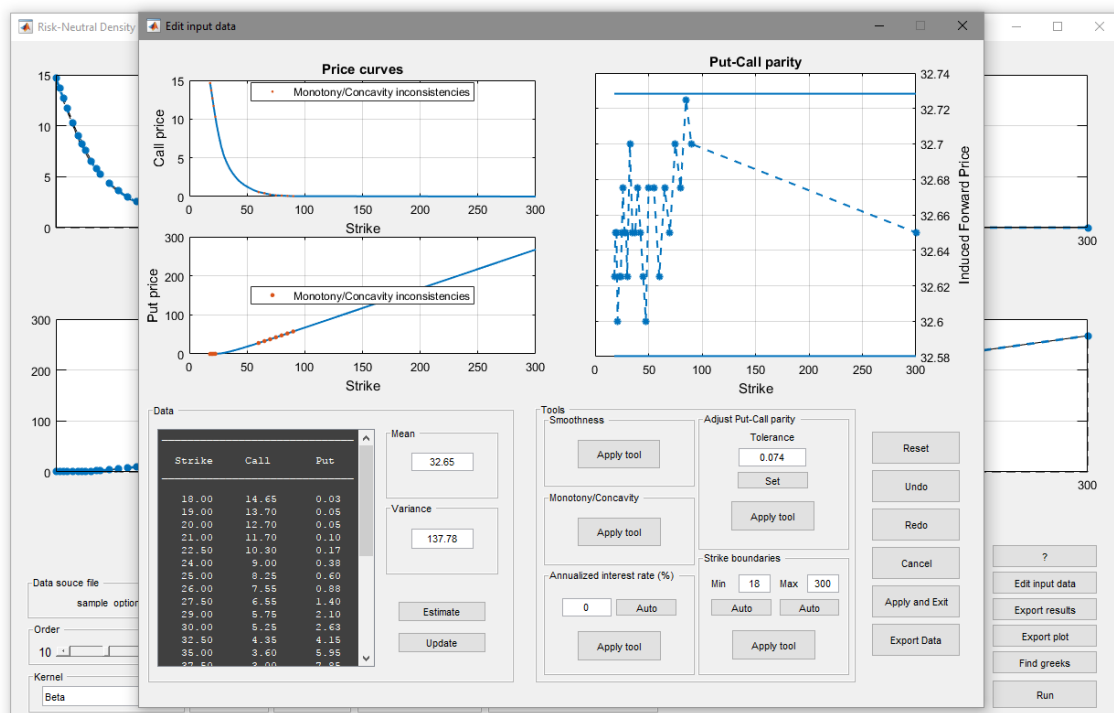 Risk-Neutral Density
Edit input data
Price curves
Monotony/Concavity inconsistencies
Call price
15
10
5
0
0 50 100 150 200 250 300
Strike
Monotony/Concavity inconsistencies
Put price
300
200
100
0
0 50 100 150 200 250 300
Strike
Put-Call parity
32.74
32.72
32.7
32.68
32.66
32.64
32.62
32.6
32.58
Induced Forward Price
0 50 100 150 200 250 300
Strike
15
10
5
0
300
200
100
0
300
300
Data
Strike Call Put
18.00 14.65 0.03
19.00 13.70 0.05
20.00 12.70 0.05
21.00 11.70 0.10
22.50 10.30 0.17
24.00 9.00 0.38
25.00 8.25 0.60
26.00 7.55 0.88
27.50 6.55 1.40
29.00 5.75 2.10
30.00 5.25 2.63
32.50 4.35 4.15
35.00 3.60 5.95
Mean
32.65
Variance
137.78
Estimate
Update
Tools
Smoothness
Apply tool
Monotony/Concavity
Apply tool
Annualized interest rate (%)
0 Auto
Apply tool
Adjust Put-Call parity
Tolerance
0.074
Set
Apply tool
Strike boundaries
Min 18 Max 300
Auto Auto
Apply tool
Reset
Undo
Redo
Cancel
Apply and Exit
Export Data
Data souce file
sample option
Order
10
Kernel
Beta
?
Edit input data
Export results
Export plot
Find greeks
Run